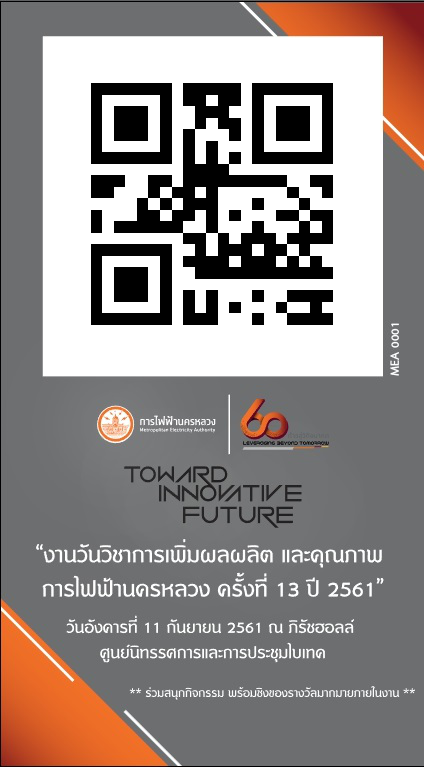 MEA 0001
การไฟฟ้านครหลวง
Metropolitan Electricity Authority
60
LEVERAGING BEYOND TOMORROW
TOWARD
INNOVATIVE
FUTURE
“งานวันวิชาการเพิ่มผลผลิต และคุณภาพ
การไฟฟ้านครหลวง ครั้งที่ 13 ปี 2561”
วันอังคารที่ 11 กันยายน 2561 ณ ภิรัชฮอลล์
ศูนย์นิทรรศการและการประชุมไบเทค
** ร่วมสนุกกิจกรรม พร้อมชิงของรางวัลมากมายภายในงาน **